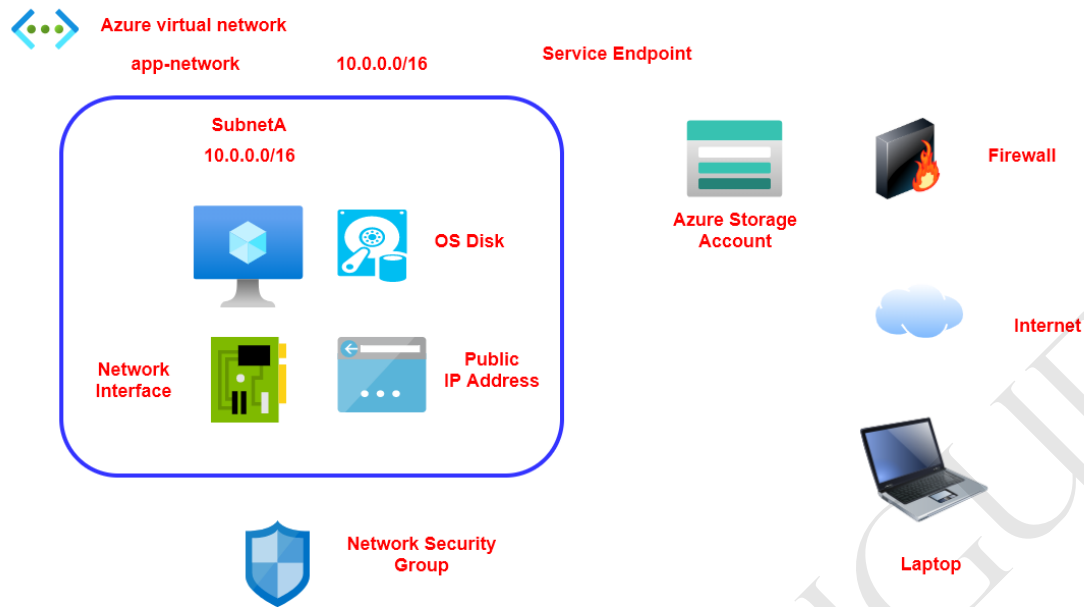 Azure virtual network
app-network
10.0.0.0/16
Service Endpoint
SubnetA
10.0.0.0/16
OS Disk
Network
Interface
Public
IP Address
Azure Storage
Account
Firewall
Internet
Laptop
Network Security
Group